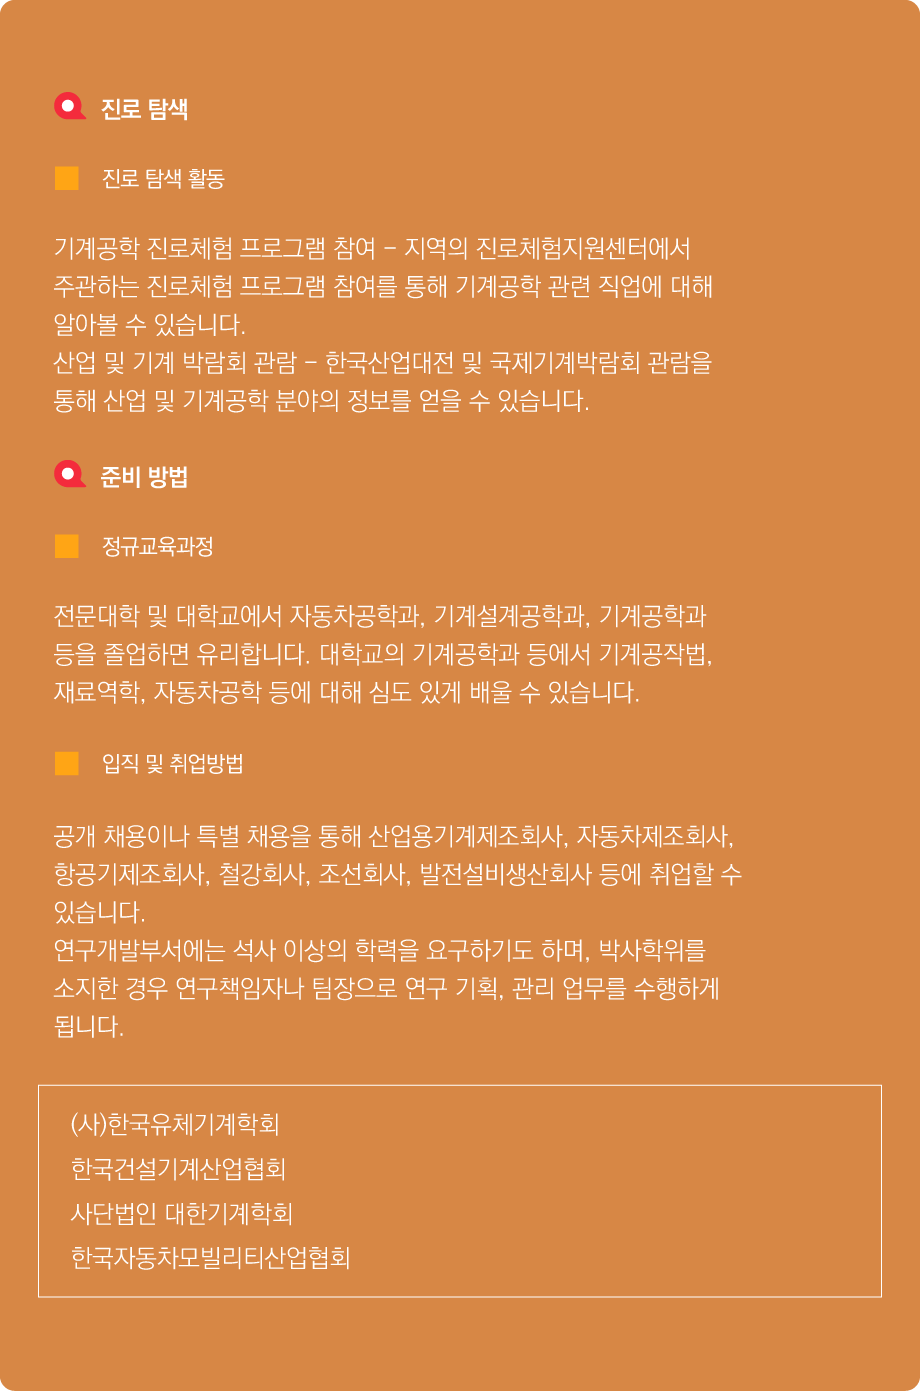 진로 탐색
진로 탐색 활동
기계공학 진로체험 프로그램 참여 – 지역의 진로체험지원센터에서
주관하는 진로체험 프로그램 참여를 통해 기계공학 관련 직업에 대해
알아볼 수 있습니다.
산업 및 기계 박람회 관람 – 한국산업대전 및 국제기계박람회 관람을
통해 산업 및 기계공학 분야의 정보를 얻을 수 있습니다.
준비 방법
정규교육과정
전문대학 및 대학교에서 자동차공학과, 기계설계공학과, 기계공학과
등을 졸업하면 유리합니다. 대학교의 기계공학과 등에서 기계공작법,
재료역학, 자동차공학 등에 대해 심도 있게 배울 수 있습니다.
입직 및 취업방법
공개 채용이나 특별 채용을 통해 산업용기계제조회사, 자동차제조회사,
항공기제조회사, 철강회사, 조선회사, 발전설비생산회사 등에 취업할 수
있습니다.
연구개발부서에는 석사 이상의 학력을 요구하기도 하며, 박사학위를
소지한 경우 연구책임자나 팀장으로 연구 기획, 관리 업무를 수행하게
됩니다.
(사)한국유체기계학회
한국건설기계산업협회
사단법인 대한기계학회
한국자동차모빌리티산업협회